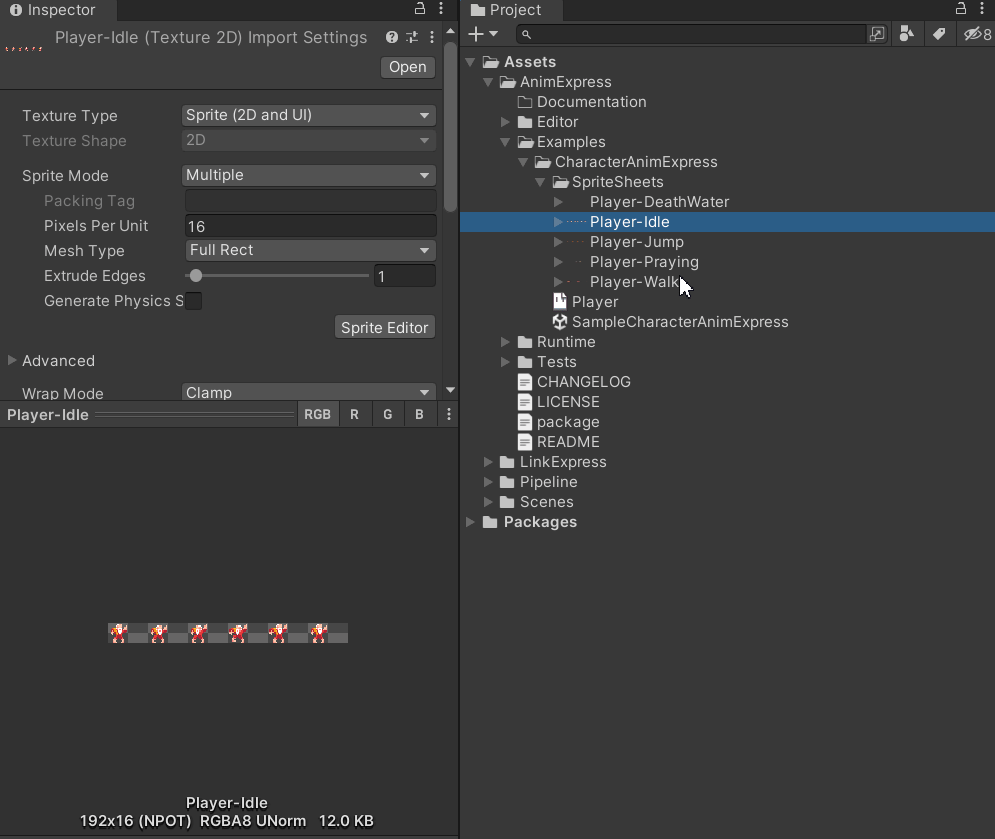 Inspector
Player-Idle (Texture 2D) Import Settings
Open
Texture Type Sprite (2D and UI)
Texture Shape 2D
Sprite Mode Multiple
Packing Tag
Pixels Per Unit 16
Mesh Type Full Rect
Extrude Edges 1
Generate Physics S
Sprite Editor
Advanced
Wrap Mode Clamp
Player-Idle RGB R G B
Player-Idle
192x16 (NPOT) RGBA8 UNorm 12.0 KB
Project
8
Assets
AnimExpress
Documentation
Editor
Examples
CharacterAnimExpress
SpriteSheets
Player-DeathWater
Player-Idle
Player-Jump
Player-Praying
Player-Walk
Player
SampleCharacterAnimExpress
Runtime
Tests
CHANGELOG
LICENSE
package
README
LinkExpress
Pipeline
Scenes
Packages